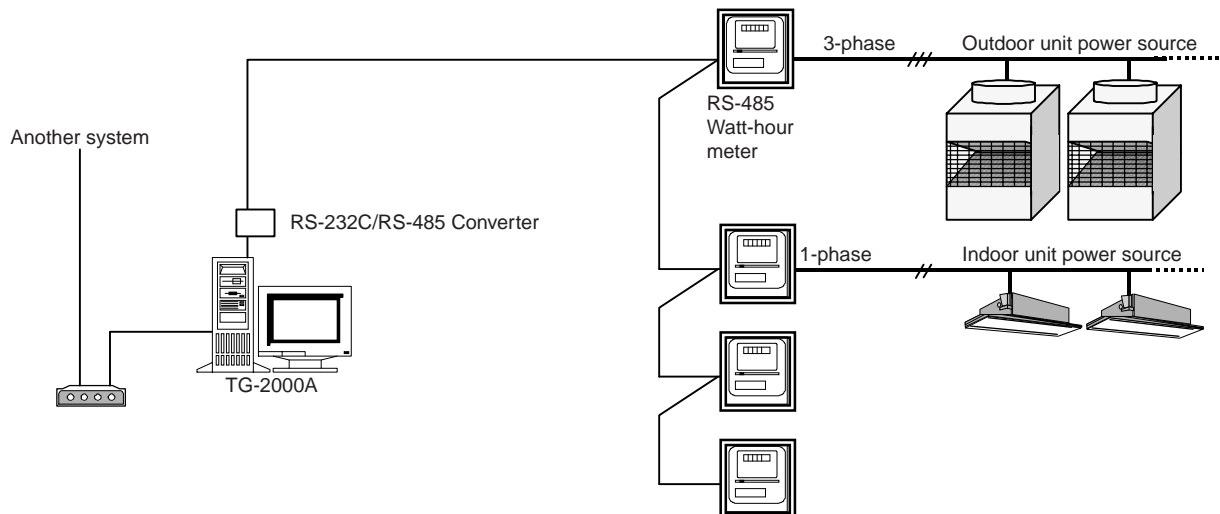 3-phase
Outdoor unit power source
RS-485
Watt-hour
meter
Another system
RS-232C/RS-485 Converter
1-phase
Indoor unit power source
TG-2000A